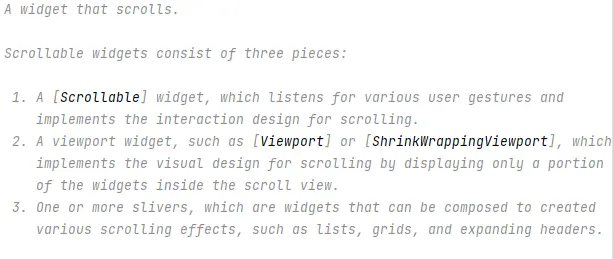 A widget that scrolls.
Scrollable widgets consist of three pieces:
1. A [Scrollable] widget, which listens for various user gestures and
implements the interaction design for scrolling.
2. A viewport widget, such as [Viewport] or [ShrinkWrappingViewport], which
implements the visual design for scrolling by displaying only a portion
of the widgets inside the scroll view.
3. One or more slivers, which are widgets that can be composed to created
various scrolling effects, such as lists, grids, and expanding headers.